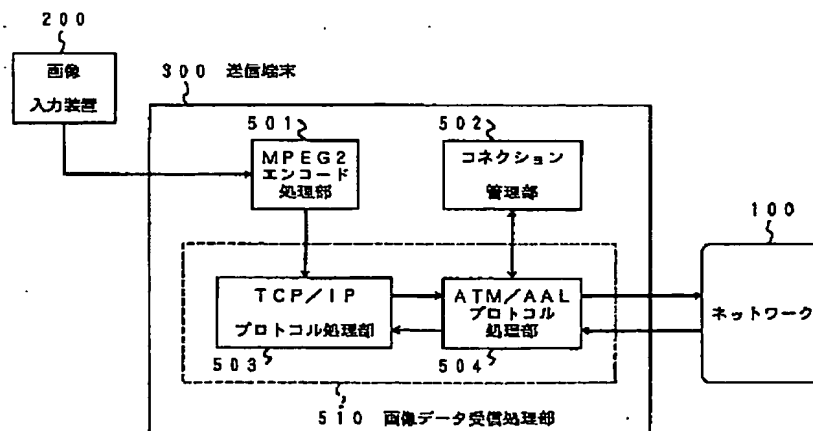 200
画像
入力装置
300 送信端末
501
MPEG2
エンコード
処理部
502
コネクション
管理部
100
ネットワーク
TCP/IP
プロトコル処理部
503
ATM/AAL
プロトコル
処理部
504
510 画像データ受信処理部